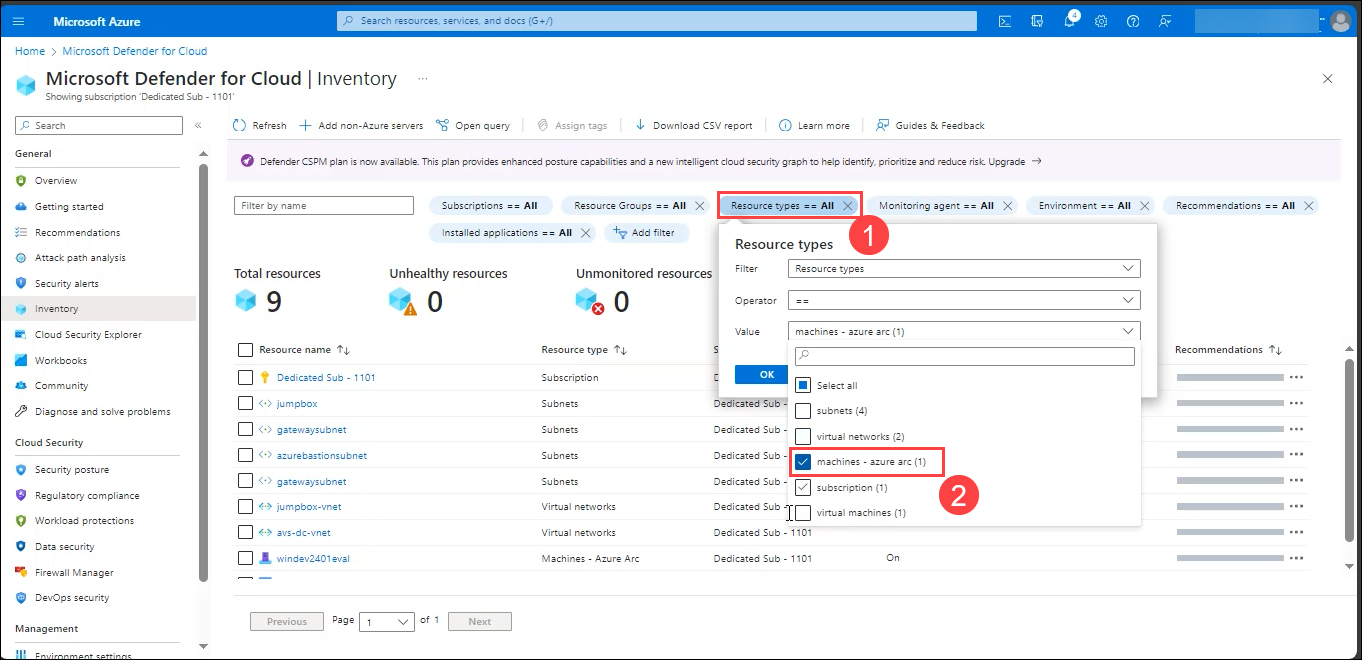 Microsoft Azure
Search resources, services, and docs (G+/)
4
Home > Microsoft Defender for Cloud
Microsoft Defender for Cloud | Inventory ...
Showing subscription 'Dedicated Sub - 1101'
Search
«
Refresh
Add non-Azure servers
Open query
Assign tags
Download CSV report
Learn more
Guides & Feedback
General
Overview
Getting started
Recommendations
Attack path analysis
Security alerts
Inventory
Cloud Security Explorer
Workbooks
Community
Diagnose and solve problems
Cloud Security
Security posture
Regulatory compliance
Workload protections
Data security
Firewall Manager
DevOps security
Management
Environment settings
Defender CSPM plan is now available. This plan provides enhanced posture capabilities and a new intelligent cloud security graph to help identify, prioritize and reduce risk. Upgrade →
Filter by name
Subscriptions == All
Resource Groups == All
Resource types == All
Monitoring agent == All
Environment == All
Recommendations == All
Installed applications == All
Add filter
1
Total resources
9
Unhealthy resources
0
Unmonitored resources
0
Resource types
Filter
Resource types
Operator
==
Value
machines - azure arc (1)
OK
Select all
subnets (4)
virtual networks (2)
machines - azure arc (1)
subscription (1)
virtual machines (1)
2
Resource name ↑↓ Resource type ↑↓ S Recommendations ↑↓
Dedicated Sub - 1101 Subscription D
jumpbox Subnets Dedicated Sub -
gatewaysubnet Subnets Dedicated Sub -
azurebastionsubnet Subnets Dedicated Sub -
gatewaysubnet Subnets Dedicated Sub -
jumpbox-vnet Virtual networks Dedicated Sub -
avs-dc-vnet Virtual networks Dedicated Sub - 1101
windev2401eval Machines - Azure Arc Dedicated Sub - 1101 On
Previous
Page 1 of 1
Next